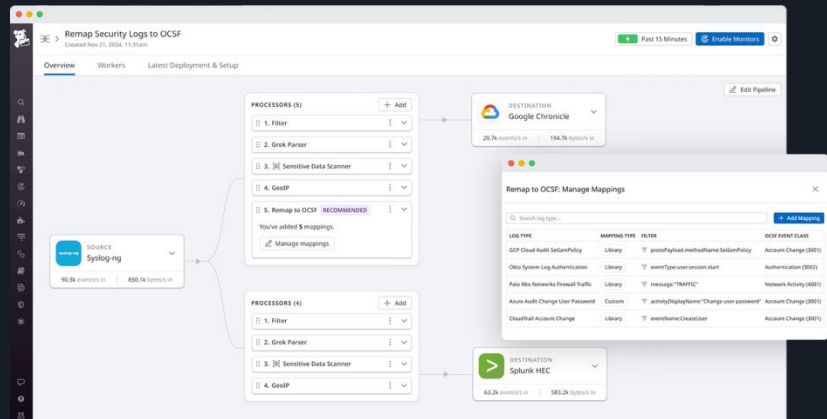 Remap Security Logs to OCSF
Created Nov 21, 2024, 11:31am
Past 15 Minutes
Enable Monitors
Overview
Workers
Latest Deployment & Setup
Edit Pipeline
PROCESSORS (5)
+ Add
1. Filter
2. Grok Parser
3. Sensitive Data Scanner
4. GeoIP
5. Remap to OCSF RECOMMENDED
You've added 5 mappings.
Manage mappings
DESTINATION
Google Chronicle
20.7k events/s in
194.7k bytes/s in
syslog-ng
SOURCE
Syslog-ng
90.3k events/s in
850.1k bytes/s in
PROCESSORS (4)
+ Add
1. Filter
2. Grok Parser
3. Sensitive Data Scanner
4. GeoIP
DESTINATION
Splunk HEC
63.2k events/s in
583.2k bytes/s in
Remap to OCSF: Manage Mappings
Search log type...
+ Add Mapping
LOG TYPE MAPPING TYPE FILTER OCSF EVENT CLASS
GCP Cloud Audit SetIamPolicy Library protoPayload.methodName:SetIamPolicy Account Change (3001)
Okta System Log Authentication Library eventType:user.session.start Authentication (3002)
Palo Alto Networks Firewall Traffic Library message:"TRAFFIC" Network Activity (4001)
Azure Audit Change User Password Custom activityDisplayName:"Change user password" Account Change (3001)
CloudTrail Account Change Library eventName:CreateUser Account Change (3001)